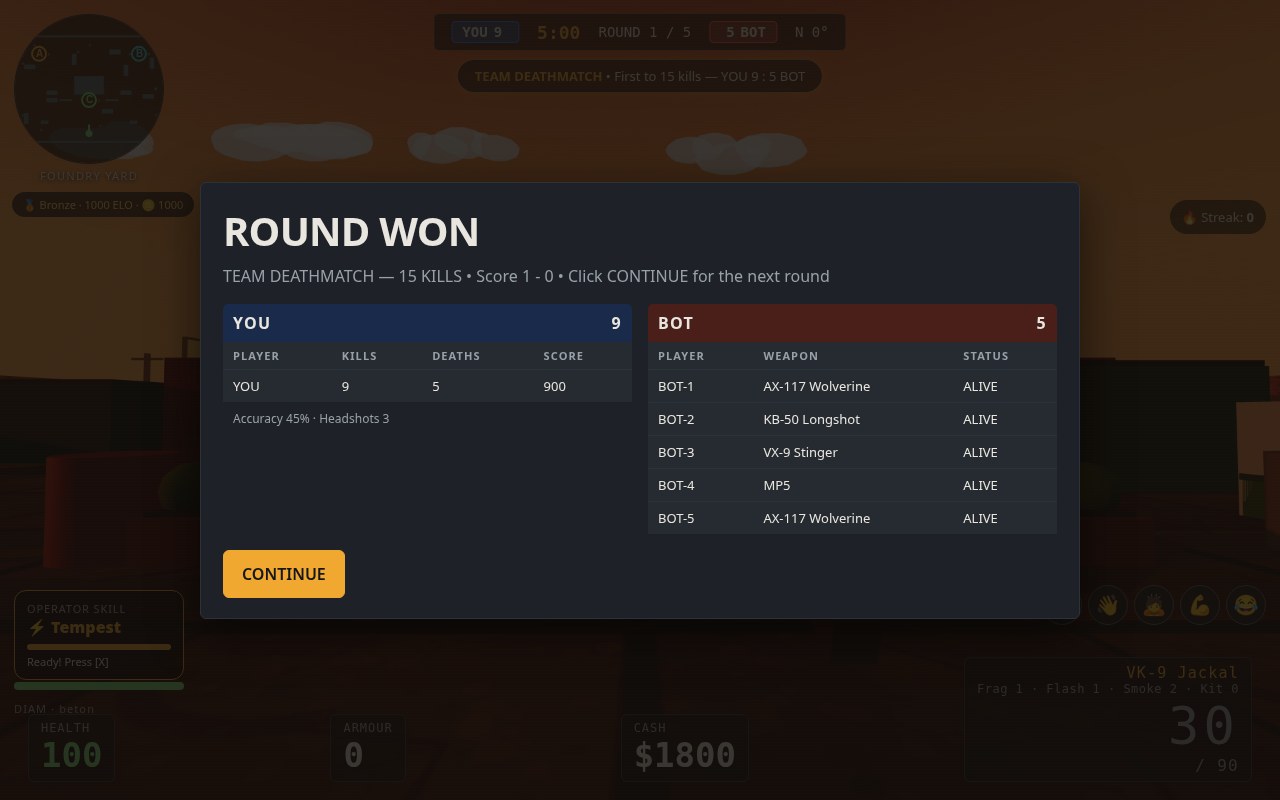 YOU 9 5:00 ROUND 1 / 5 5 BOT N 0°
TEAM DEATHMATCH • First to 15 kills — YOU 9 : 5 BOT
A
B
C
FOUNDRY YARD
Bronze · 1000 ELO · 1000
Streak: 0
ROUND WON
TEAM DEATHMATCH — 15 KILLS • Score 1 - 0 • Click CONTINUE for the next round
YOU 9
PLAYER KILLS DEATHS SCORE
YOU 9 5 900
Accuracy 45% · Headshots 3
BOT 5
PLAYER WEAPON STATUS
BOT-1 AX-117 Wolverine ALIVE
BOT-2 KB-50 Longshot ALIVE
BOT-3 VX-9 Stinger ALIVE
BOT-4 MP5 ALIVE
BOT-5 AX-117 Wolverine ALIVE
CONTINUE
OPERATOR SKILL
Tempest
Ready! Press [X]
DIAM · beton
HEALTH
100
ARMOUR
0
CASH
$1800
VK-9 Jackal
Frag 1 · Flash 1 · Smoke 2 · Kit 0
30
/ 90